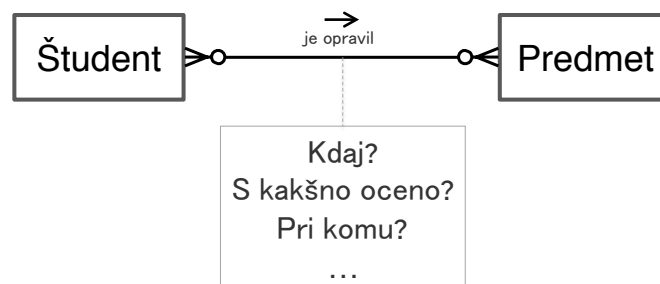 je opravil
Študent
Predmet
Kdaj?
S kakšno oceno?
Pri komu?
...